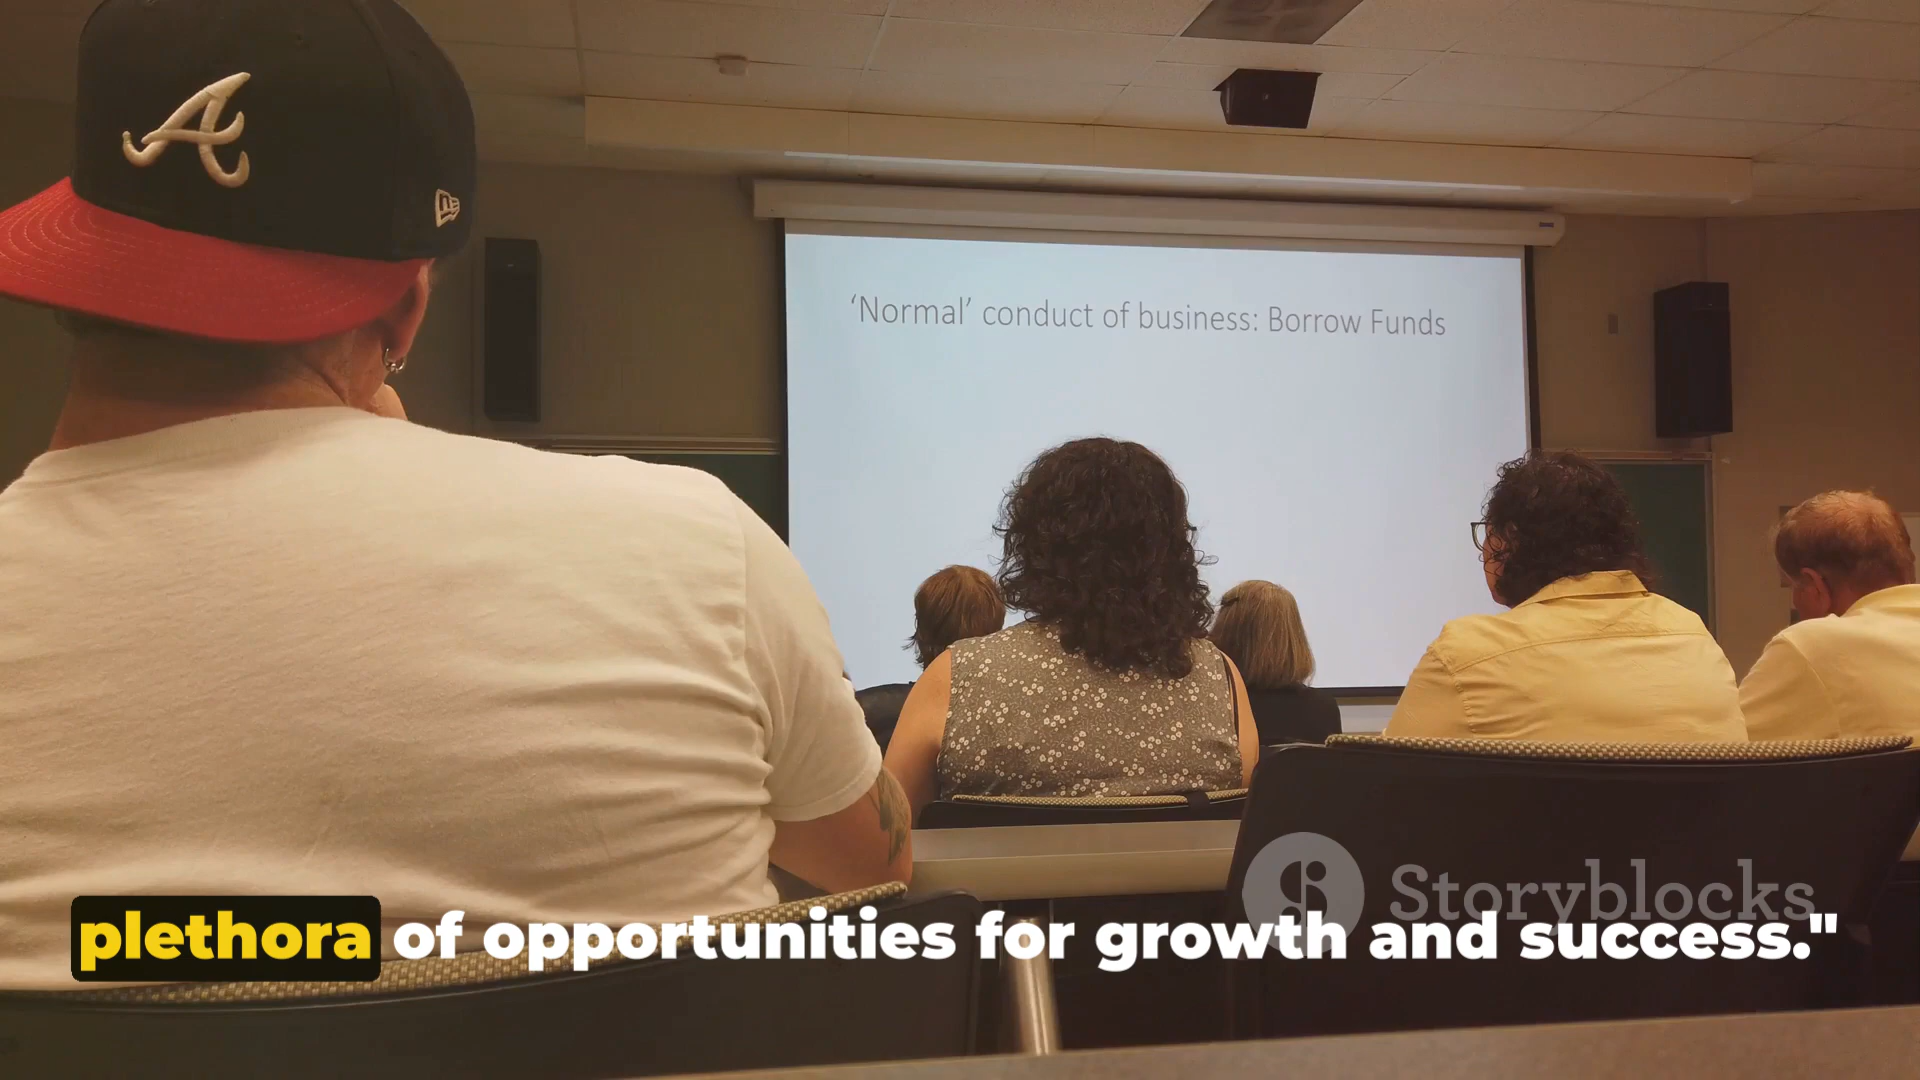 A
‘Normal’ conduct of business: Borrow Funds
Storyblocks
plethora of opportunities for growth and success."